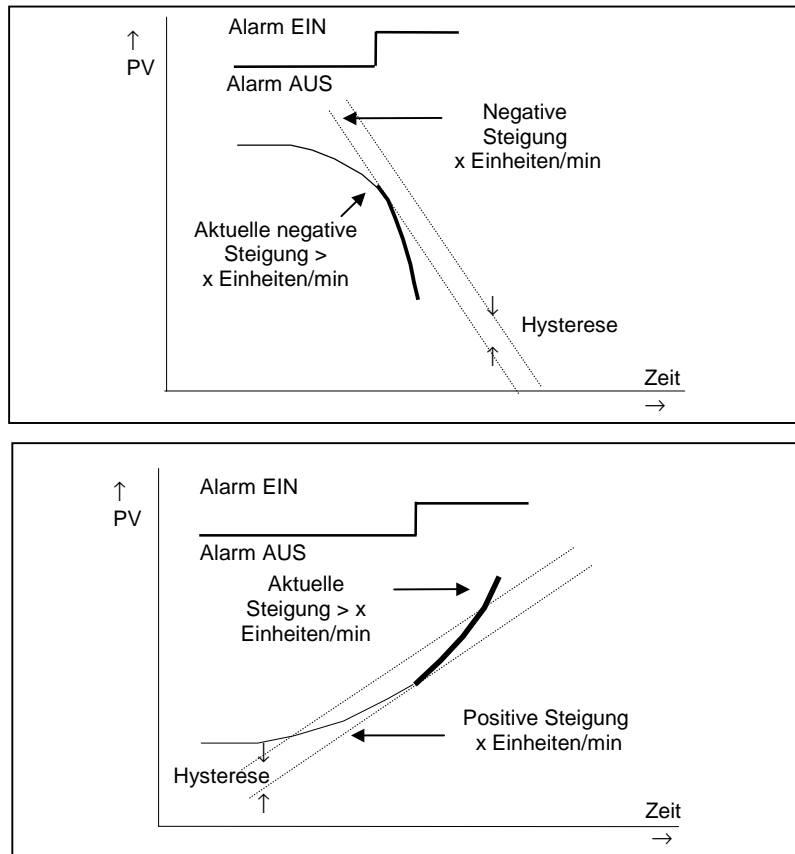 Alarm EIN
↑
PV
Alarm AUS
Negative
Steigung
x Einheiten/min
Aktuelle negative
Steigung >
x Einheiten/min
Hysterese
Zeit
→
Alarm EIN
↑
PV
Alarm AUS
Aktuelle
Steigung > x
Einheiten/min
Positive Steigung
x Einheiten/min
Hysterese
Zeit
→